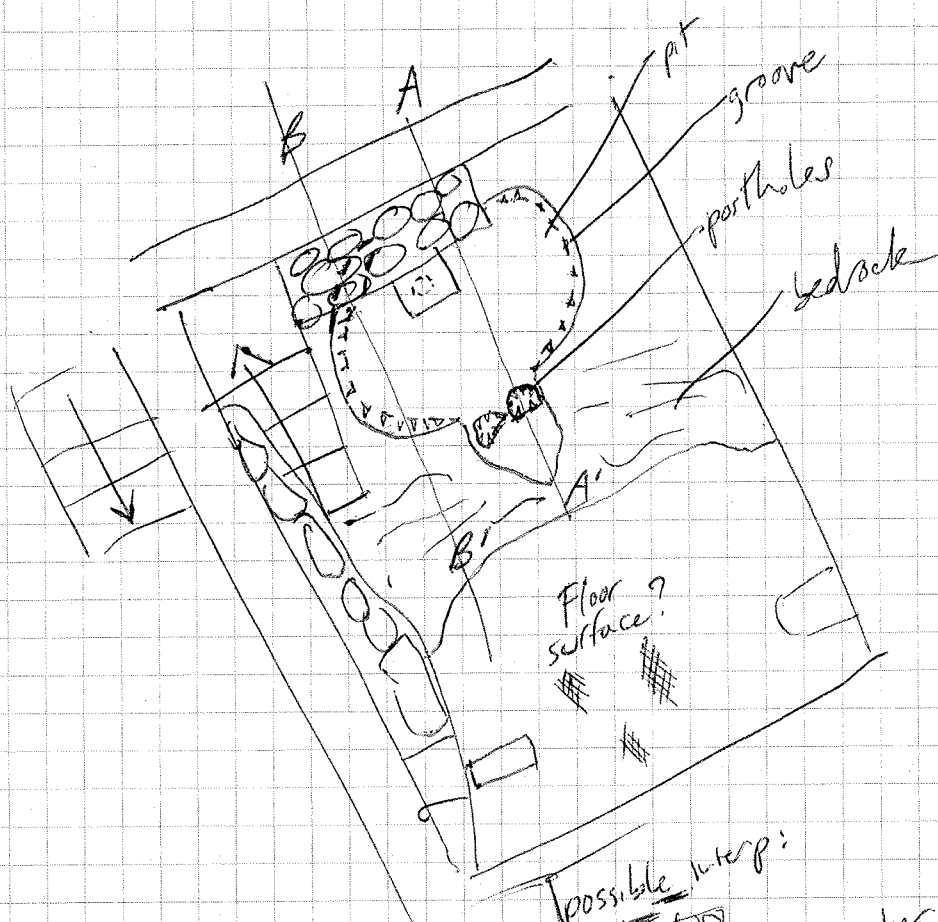 pit
groove
A
B
postholes
bedrock
A'
B'
Floor
surface?
possible interp: